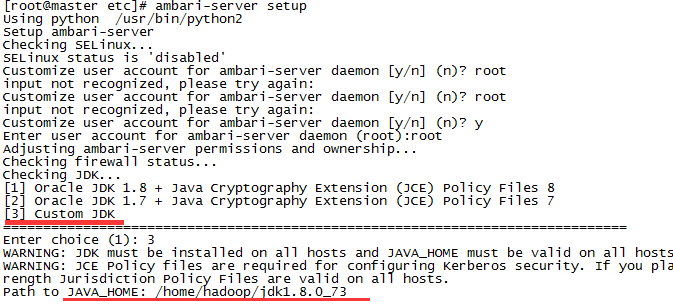 [root@master etc]# ambari-server setup
Using python  /usr/bin/python2
Setup ambari-server
Checking SELinux...
SELinux status is 'disabled'
Customize user account for ambari-server daemon [y/n] (n)? root
input not recognized, please try again:
Customize user account for ambari-server daemon [y/n] (n)? root
input not recognized, please try again:
Customize user account for ambari-server daemon [y/n] (n)? y
Enter user account for ambari-server daemon (root):root
Adjusting ambari-server permissions and ownership...
Checking firewall status...
Checking JDK...
[1] Oracle JDK 1.8 + Java Cryptography Extension (JCE) Policy Files 8
[2] Oracle JDK 1.7 + Java Cryptography Extension (JCE) Policy Files 7
[3] Custom JDK
==============================================================================
Enter choice (1): 3
WARNING: JDK must be installed on all hosts and JAVA_HOME must be valid on all hosts
WARNING: JCE Policy files are required for configuring Kerberos security. If you pla
rength Jurisdiction Policy Files are valid on all hosts.
Path to JAVA_HOME: /home/hadoop/jdk1.8.0_73